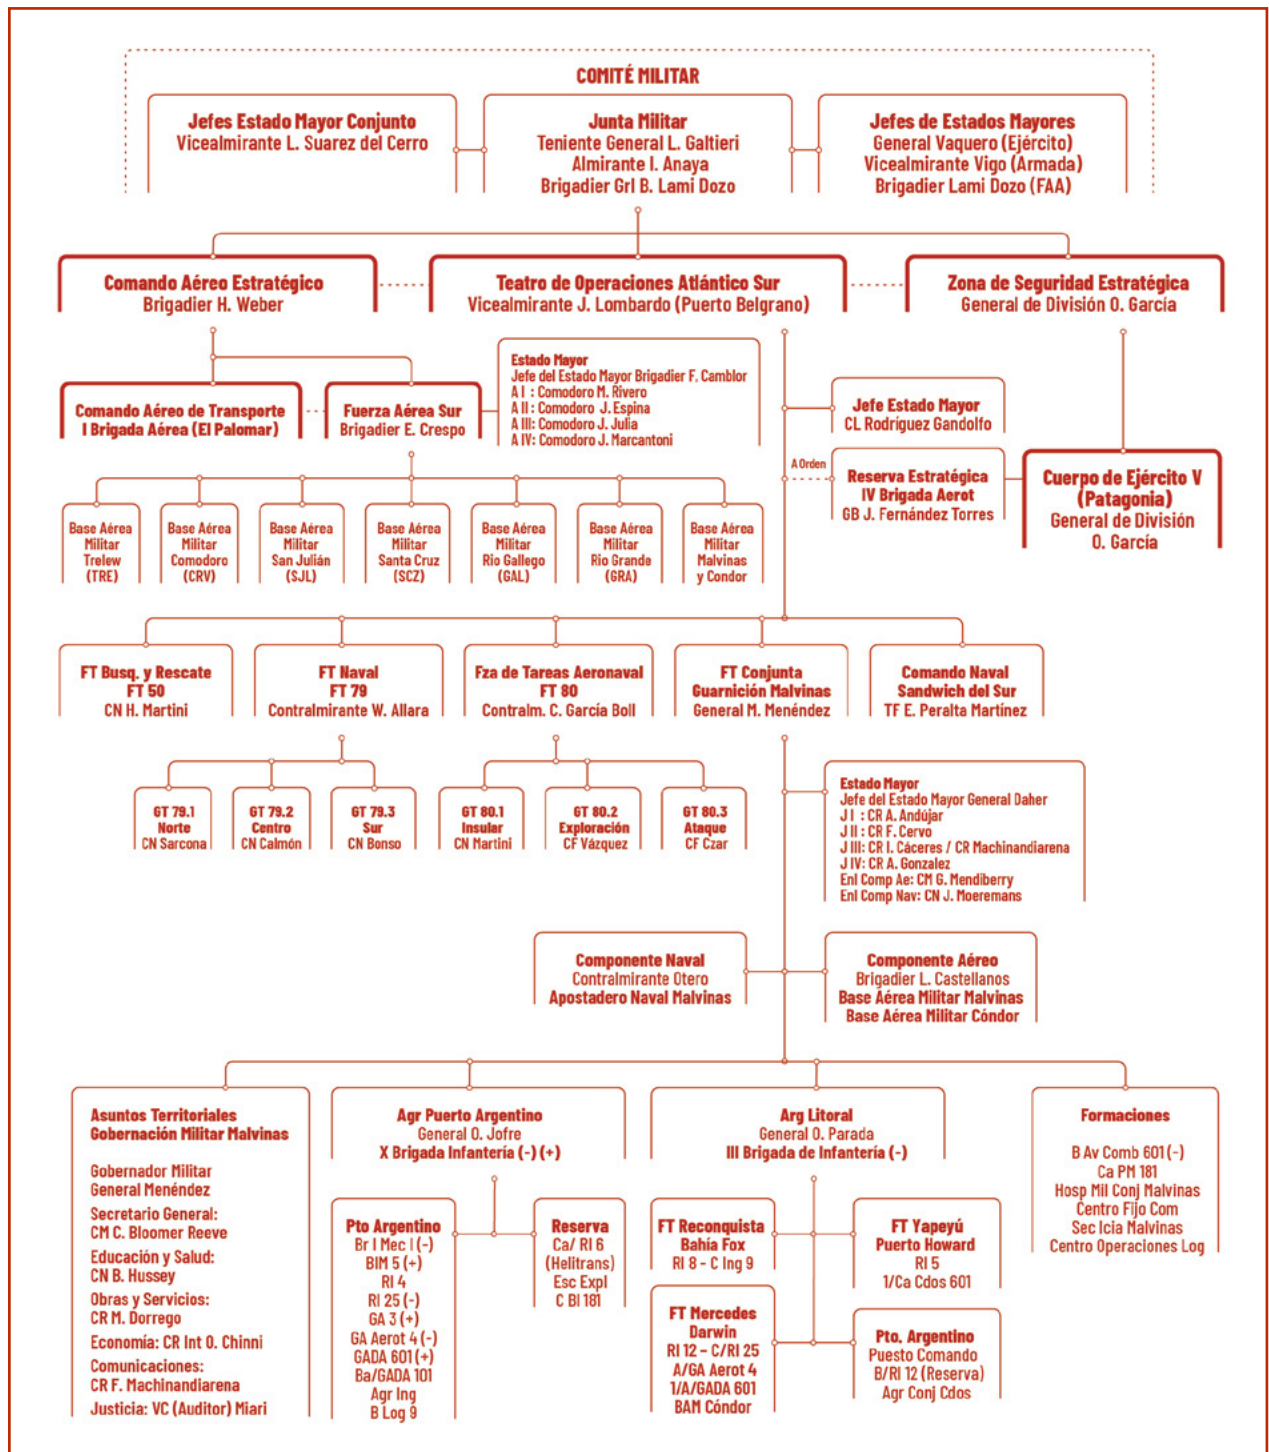 COMITÉ MILITAR
Jefes Estado Mayor Conjunto
Vicealmirante L. Suarez del Cerro
Junta Militar
Teniente General L. Galtieri
Almirante I. Anaya
Brigadier Grl B. Lami Dozo
Jefes de Estados Mayores
General Vaquero (Ejército)
Vicealmirante Vigo (Armada)
Brigadier Lami Dozo (FAA)
Comando Aéreo Estratégico
Brigadier H. Weber
Teatro de Operaciones Atlántico Sur
Vicealmirante J. Lombardo (Puerto Belgrano)
Zona de Seguridad Estratégica
General de División O. García
Comando Aéreo de Transporte
I Brigada Aérea (El Palomar)
Fuerza Aérea Sur
Brigadier E. Crespo
Estado Mayor
Jefe del Estado Mayor Brigadier F. Camblor
A I : Comodoro M. Rivero
A II : Comodoro J. Espina
A III: Comodoro J. Julia
A IV: Comodoro J. Marcantoni
Jefe Estado Mayor
CL Rodríguez Gandolfo
A Orden
Reserva Estratégica
IV Brigada Aerot
GB J. Fernández Torres
Cuerpo de Ejército V
(Patagonia)
General de División
O. García
Base Aérea
Militar
Trelew
(TRE)
Base Aérea
Militar
Comodoro
(CRV)
Base Aérea
Militar
San Julián
(SJL)
Base Aérea
Militar
Santa Cruz
(SCZ)
Base Aérea
Militar
Rio Gallego
(GAL)
Base Aérea
Militar
Rio Grande
(GRA)
Base Aérea
Militar
Malvinas
y Condor
FT Busq. y Rescate
FT 50
CN H. Martini
FT Naval
FT 79
Contralmirante W. Allara
Fza de Tareas Aeronaval
FT 80
Contralm. C. García Boll
FT Conjunta
Guarnición Malvinas
General M. Menéndez
Comando Naval
Sandwich del Sur
TF E. Peralta Martínez
GT 79.1
Norte
CN Sarcona
GT 79.2
Centro
CN Calmón
GT 79.3
Sur
CN Bonso
GT 80.1
Insular
CN Martini
GT 80.2
Exploración
CF Vázquez
GT 80.3
Ataque
CF Czar
Estado Mayor
Jefe del Estado Mayor General Daher
J I : CR A. Andújar
J II : CR F. Cervo
J III: CR I. Cáceres / CR Machinandiarena
J IV: CR A. Gonzalez
Enl Comp Ae: CM G. Mendiberry
Enl Comp Nav: CN J. Moeremans
Componente Naval
Contralmirante Otero
Apostadero Naval Malvinas
Componente Aéreo
Brigadier L. Castellanos
Base Aérea Militar Malvinas
Base Aérea Militar Cóndor
Asuntos Territoriales
Gobernación Militar Malvinas
Gobernador Militar
General Menéndez
Secretario General:
CM C. Bloomer Reeve
Educación y Salud:
CN B. Hussey
Obras y Servicios:
CR M. Dorrego
Economía: CR Int O. Chinni
Comunicaciones:
CR F. Machinandiarena
Justicia: VC (Auditor) Miari
Agr Puerto Argentino
General O. Jofre
X Brigada Infantería (-) (+)
Pto Argentino
Br I Mec I (-)
BIM 5 (+)
RI 4
RI 25 (-)
GA 3 (+)
GA Aerot 4 (-)
GADA 601 (+)
Ba/GADA 101
Agr Ing
B Log 9
Reserva
Ca/ RI 6
(Helitrans)
Esc Expl
C Bl 181
Arg Litoral
General O. Parada
III Brigada de Infantería (-)
FT Reconquista
Bahía Fox
RI 8 - C Ing 9
FT Yapeyú
Puerto Howard
RI 5
1/Ca Cdos 601
FT Mercedes
Darwin
RI 12 - C/RI 25
A/GA Aerot 4
1/A/GADA 601
BAM Cóndor
Pto. Argentino
Puesto Comando
B/RI 12 (Reserva)
Agr Conj Cdos
Formaciones
B Av Comb 601 (-)
Ca PM 181
Hosp Mil Conj Malvinas
Centro Fijo Com
Sec Icia Malvinas
Centro Operaciones Log